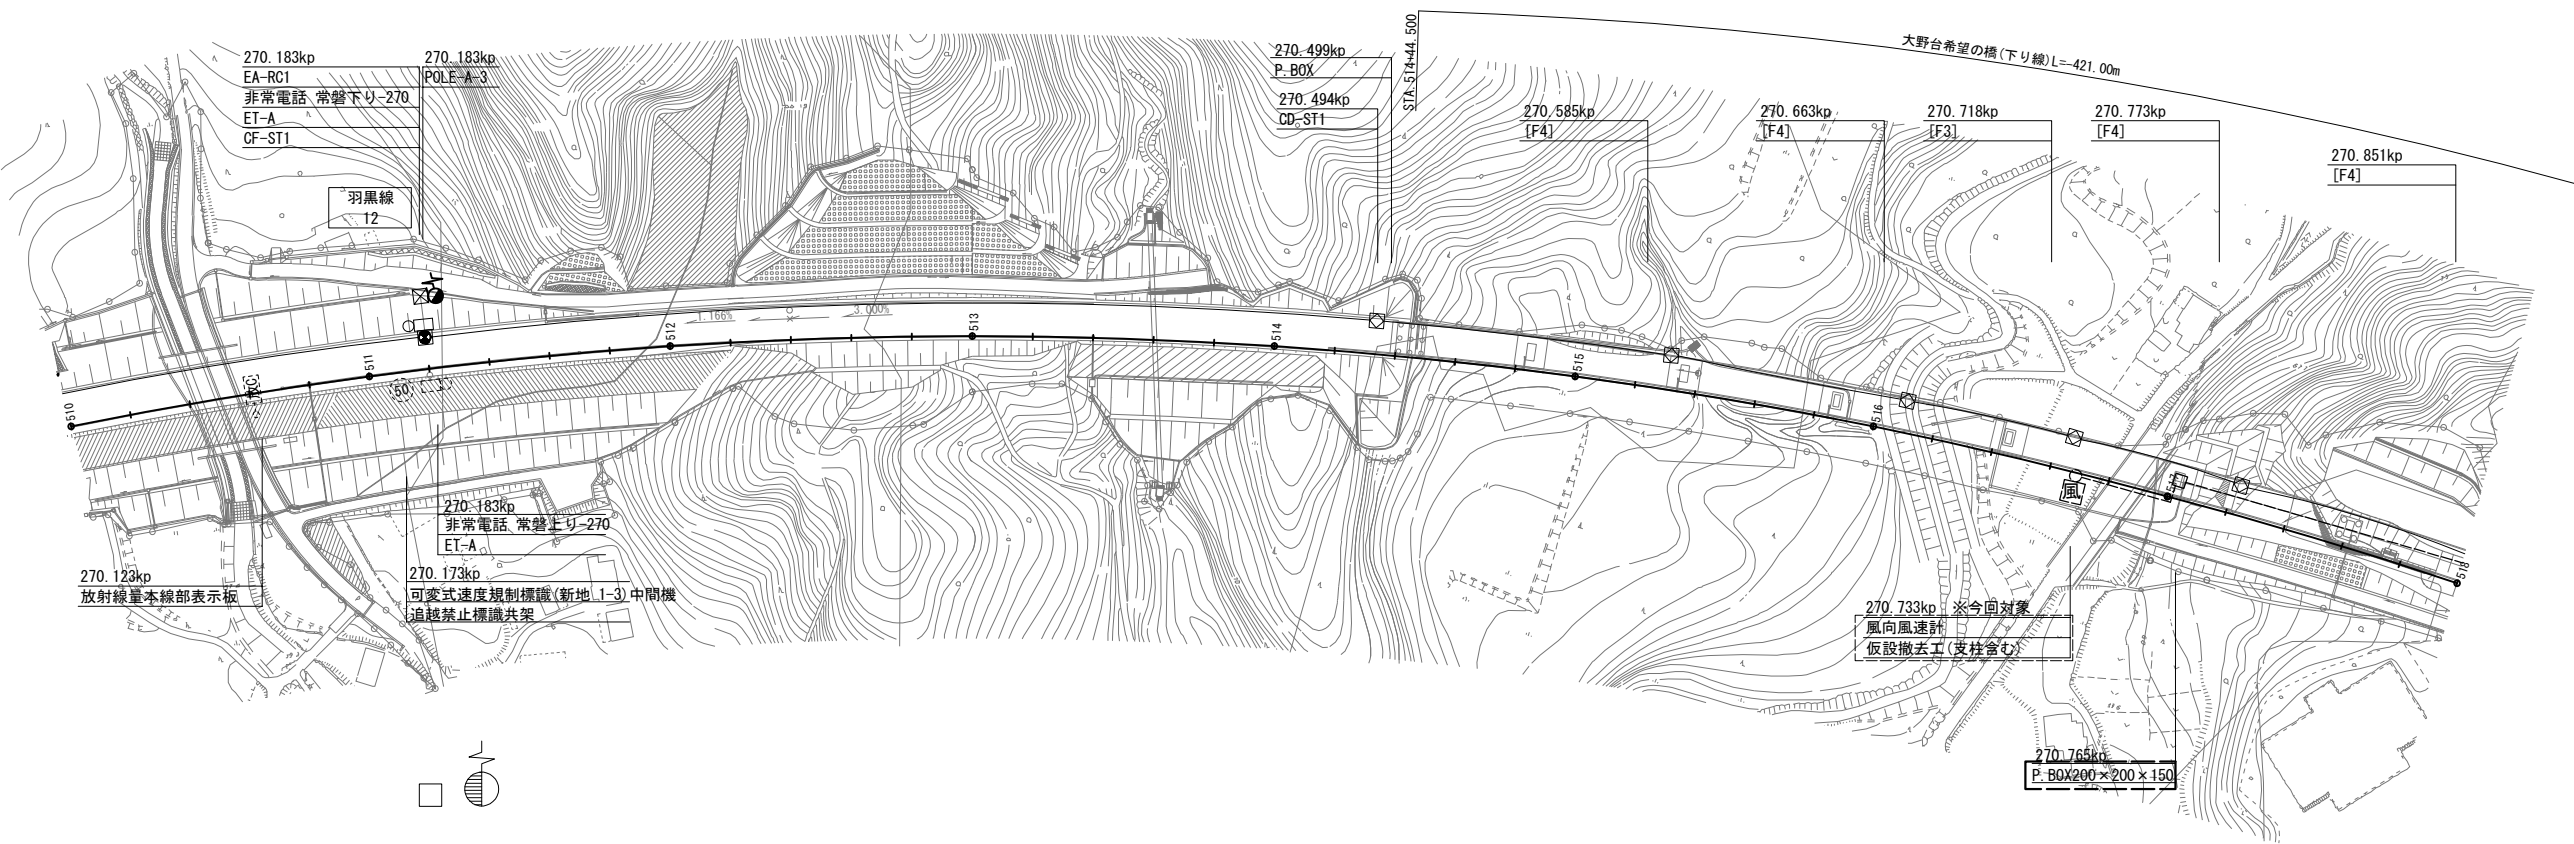 270.183kp
EA-RC1
非常電話 常磐下り-270
ET-A
CF-ST1
270.183kp
POLE-A-3
羽黒線
12
270.499kp
P.BOX
270.494kp
CD-ST1
STA.514+44.500
大野台希望の橋(下り線)L=421.00m
270.585kp
[F4]
270.663kp
[F4]
270.718kp
[F3]
270.773kp
[F4]
270.851kp
[F4]
1.166%
3.000%
510
511
512
513
514
515
516
517
518
50
風
270.123kp
放射線量本線部表示板
270.183kp
非常電話 常磐上り-270
ET-A
270.173kp
可変式速度規制標識(新地 1-3)中間機
追越禁止標識共架
270.733kp ※今回対象
風向風速計
仮設撤去工(支柱含む)
270.765kp
P.BOX200×200×150